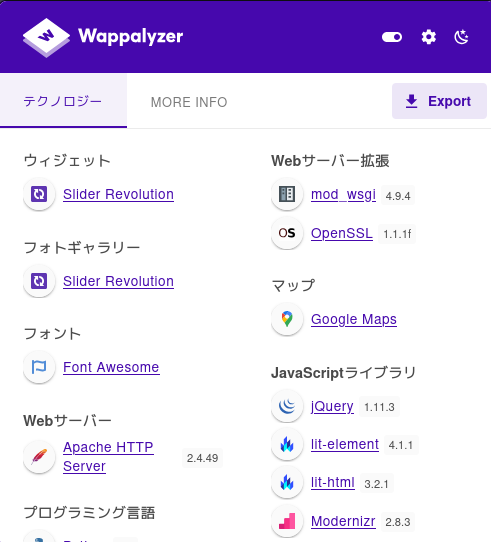 Wappalyzer
テクノロジー
MORE INFO
Export
ウィジェット
Slider Revolution
フォトギャラリー
Slider Revolution
フォント
Font Awesome
Webサーバー
Apache HTTP
Server
2.4.49
プログラミング言語
Webサーバー拡張
mod_wsgi 4.9.4
OS
OpenSSL 1.1.1f
マップ
Google Maps
JavaScriptライブラリ
jQuery 1.11.3
lit-element 4.1.1
lit-html 3.2.1
Modernizr 2.8.3